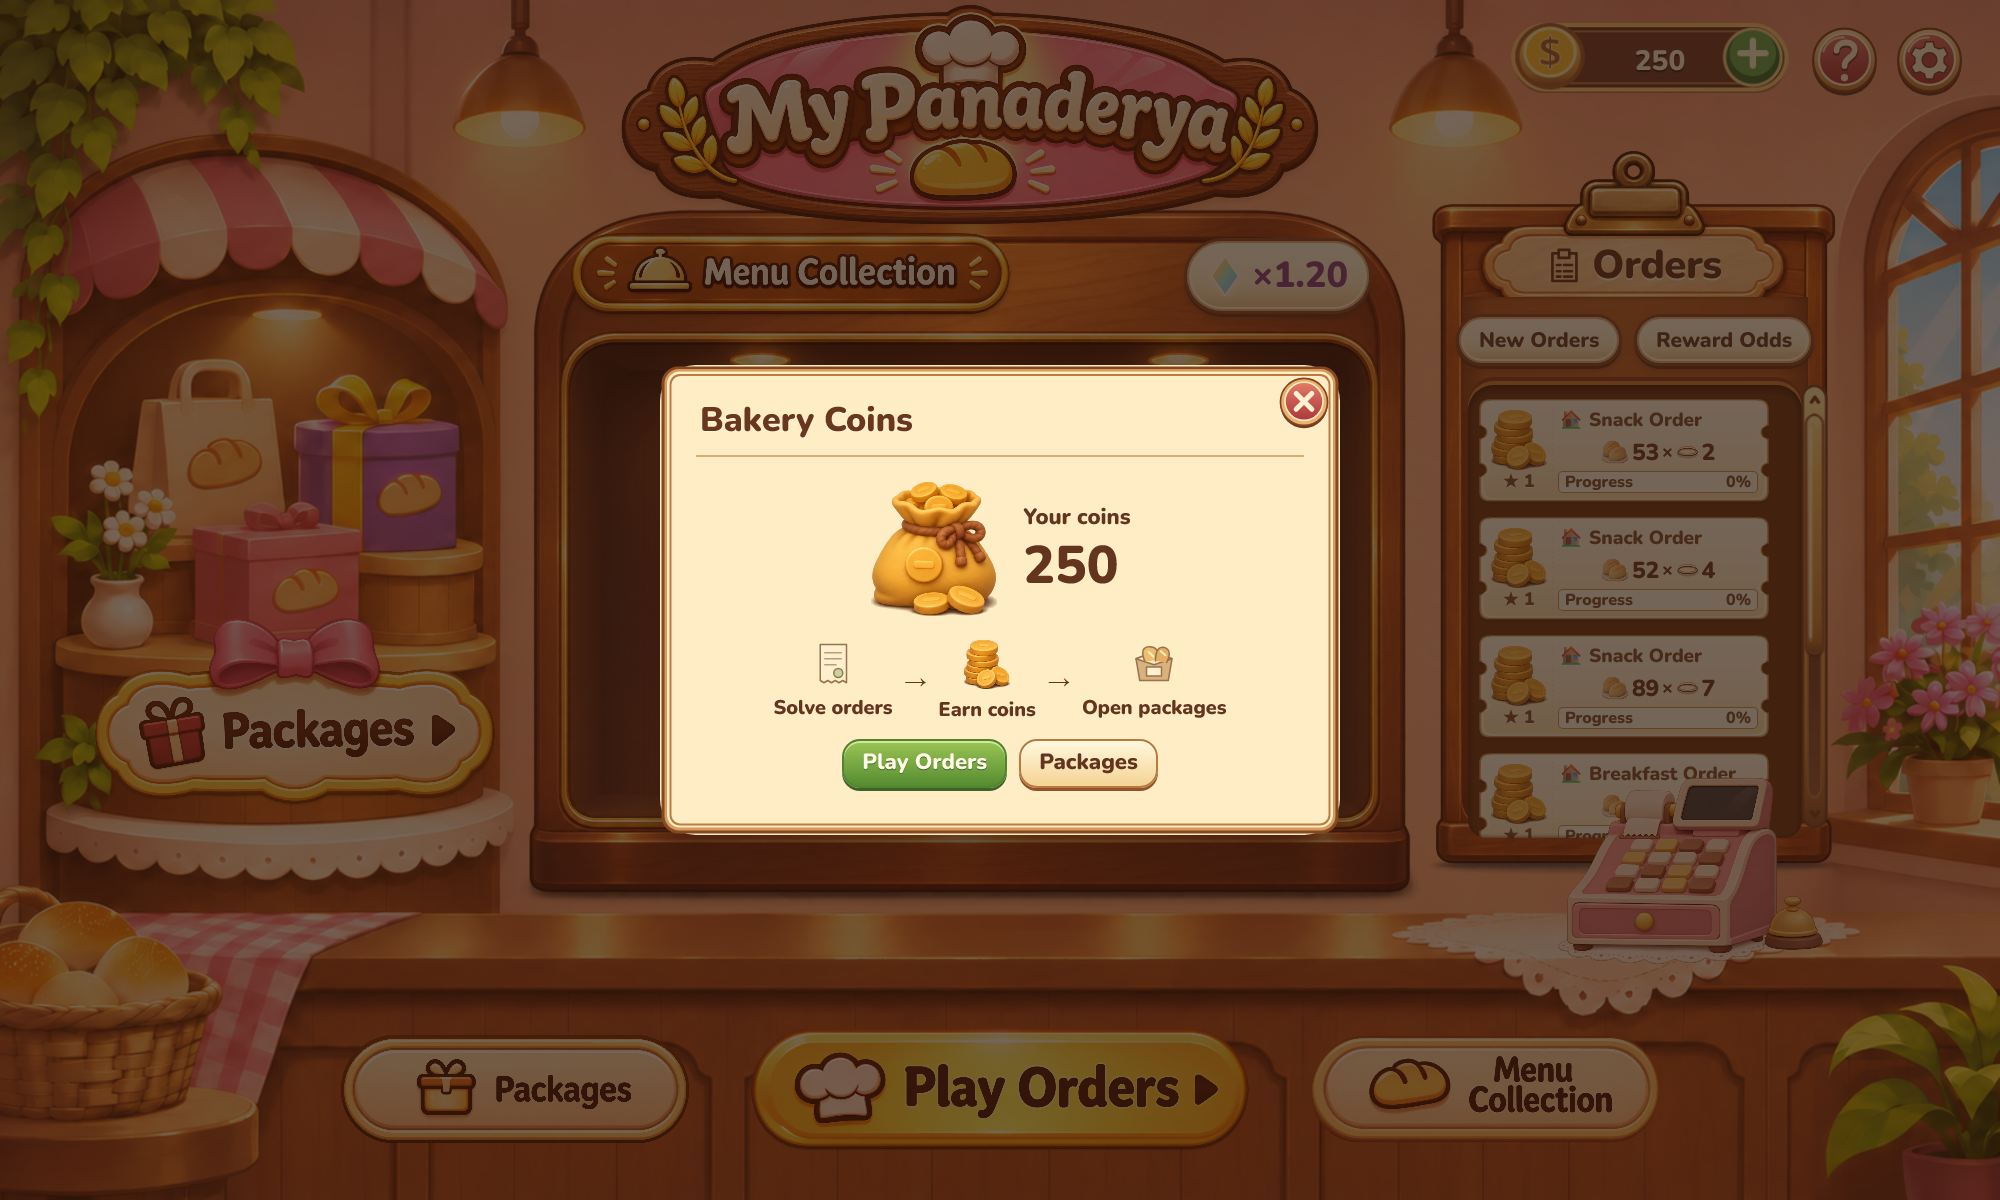 My Panaderya
$ 250 +
?
Menu Collection
×1.20
Orders
New Orders
Reward Odds
Snack Order
53 × 2
★ 1
Progress 0%
Snack Order
52 × 4
★ 1
Progress 0%
Snack Order
89 × 7
★ 1
Progress 0%
Breakfast Order
★ 1
Bakery Coins
Your coins
250
Solve orders
→
Earn coins
→
Open packages
Play Orders
Packages
Packages
Packages
Play Orders
Menu
Collection